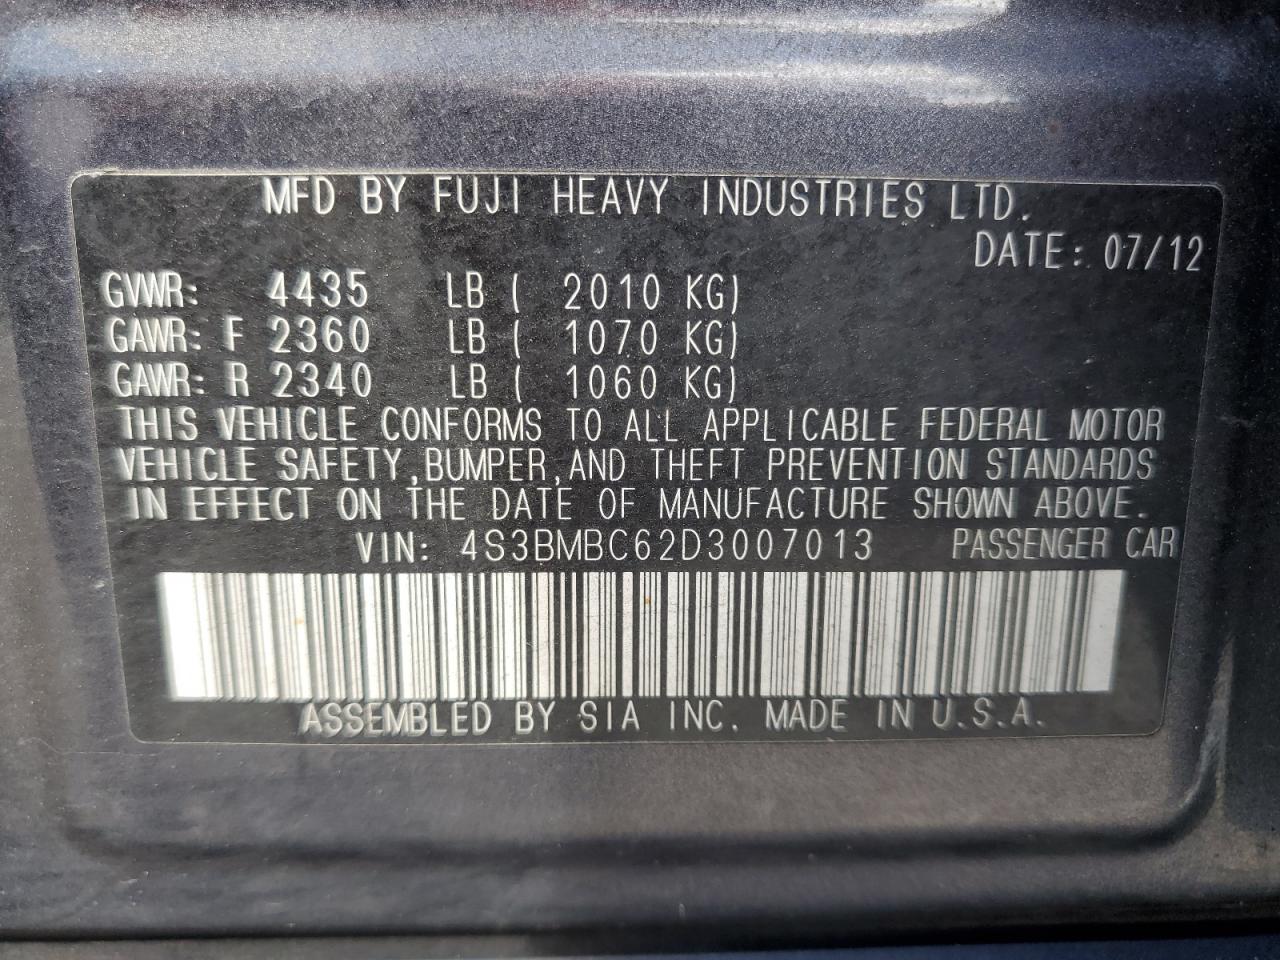 MFD BY FUJI HEAVY INDUSTRIES LTD.
DATE: 07/12
GVWR: 4435 LB ( 2010 KG)
GAWR: F 2360 LB ( 1070 KG)
GAWR: R 2340 LB ( 1060 KG)
THIS VEHICLE CONFORMS TO ALL APPLICABLE FEDERAL MOTOR
VEHICLE SAFETY,BUMPER,AND THEFT PREVENTION STANDARDS
IN EFFECT ON THE DATE OF MANUFACTURE SHOWN ABOVE.
VIN: 4S3BMBC62D3007013 PASSENGER CAR
ASSEMBLED BY SIA INC. MADE IN U.S.A.